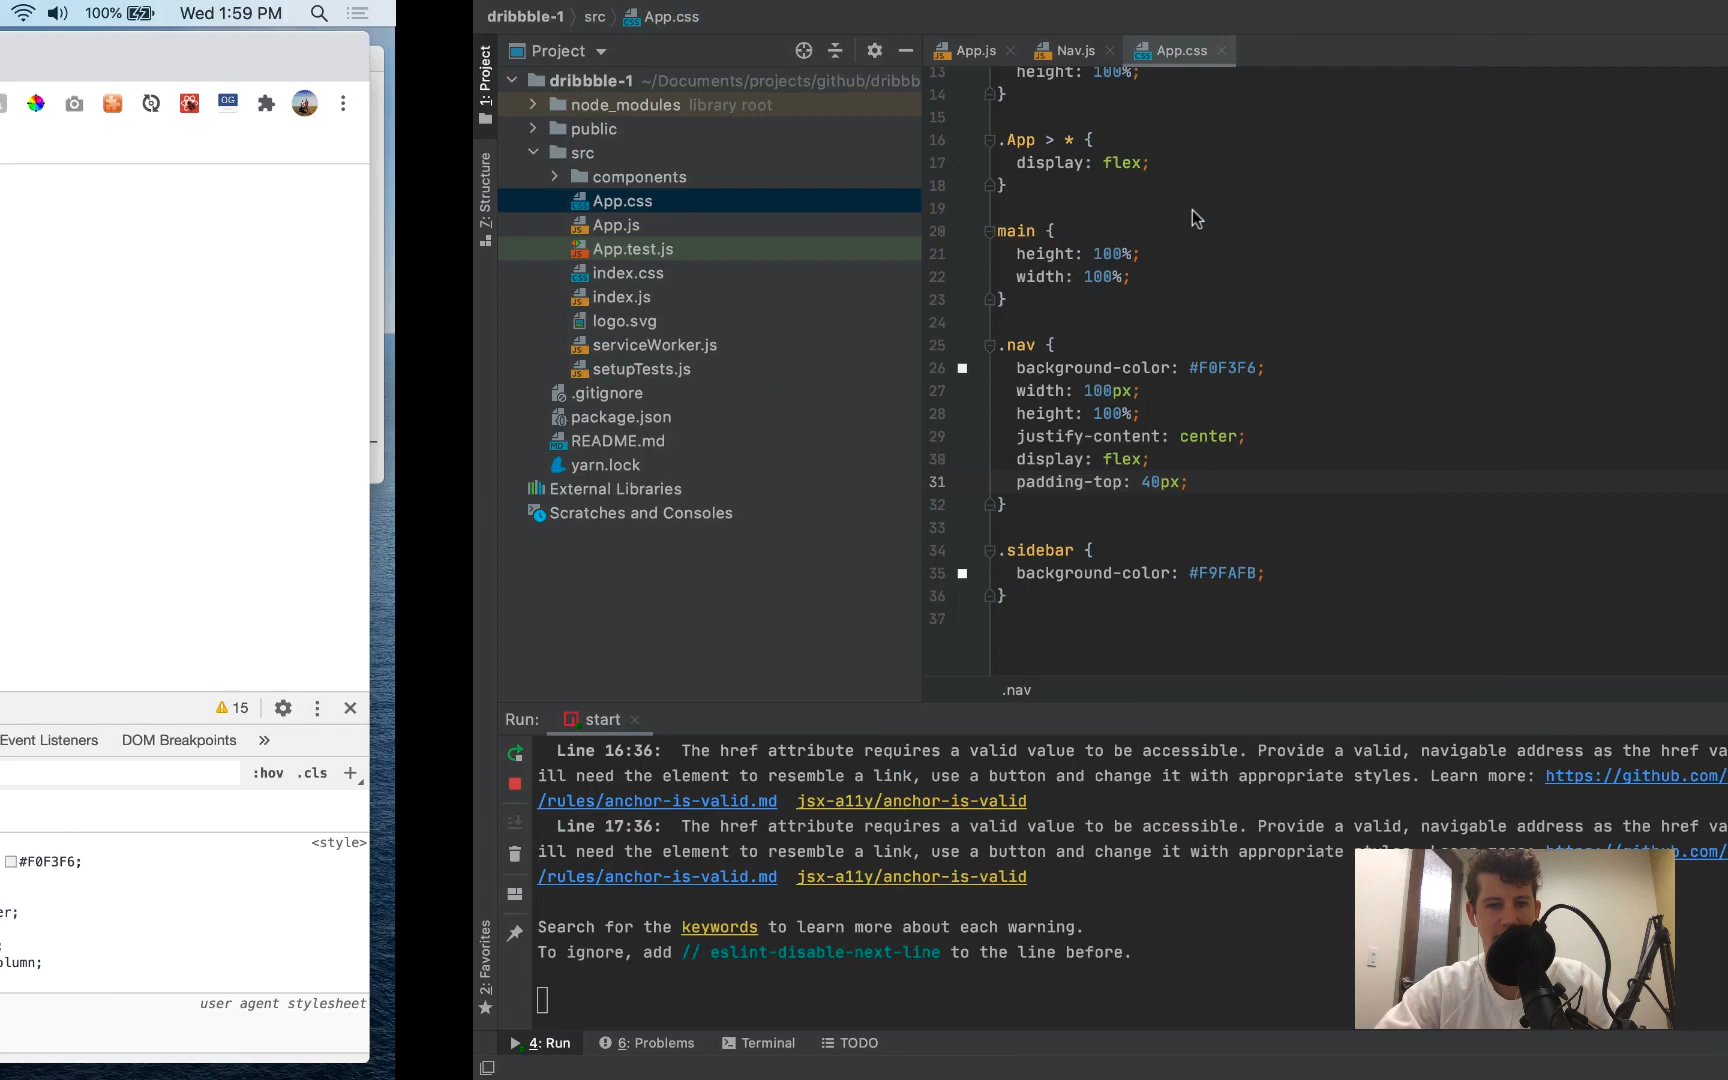 100% Wed 1:59 PM
OG
15
Event Listeners DOM Breakpoints »
:hov .cls +
<style>
#F0F3F6;
er;
;
olumn;
user agent stylesheet
dribbble-1 src App.css
Project
App.js
Nav.js
App.css
1: Project
7: Structure
2: Favorites
dribbble-1 ~/Documents/projects/github/dribbb
node_modules library root
public
src
components
App.css
App.js
App.test.js
index.css
index.js
logo.svg
serviceWorker.js
setupTests.js
.gitignore
package.json
README.md
yarn.lock
External Libraries
Scratches and Consoles
13 height: 100%;
14 }
15
16 .App > * {
17 display: flex;
18 }
19
20 main {
21 height: 100%;
22 width: 100%;
23 }
24
25 .nav {
26 background-color: #F0F3F6;
27 width: 100px;
28 height: 100%;
29 justify-content: center;
30 display: flex;
31 padding-top: 40px;
32 }
33
34 .sidebar {
35 background-color: #F9FAFB;
36 }
37
.nav
Run: start
Line 16:36: The href attribute requires a valid value to be accessible. Provide a valid, navigable address as the href va
ill need the element to resemble a link, use a button and change it with appropriate styles. Learn more: https://github.com/
/rules/anchor-is-valid.md jsx-a11y/anchor-is-valid
Line 17:36: The href attribute requires a valid value to be accessible. Provide a valid, navigable address as the href va
ill need the element to resemble a link, use a button and change it with appropriate
/rules/anchor-is-valid.md jsx-a11y/anchor-is-valid
Search for the keywords to learn more about each warning.
To ignore, add // eslint-disable-next-line to the line before.
4: Run 6: Problems Terminal TODO